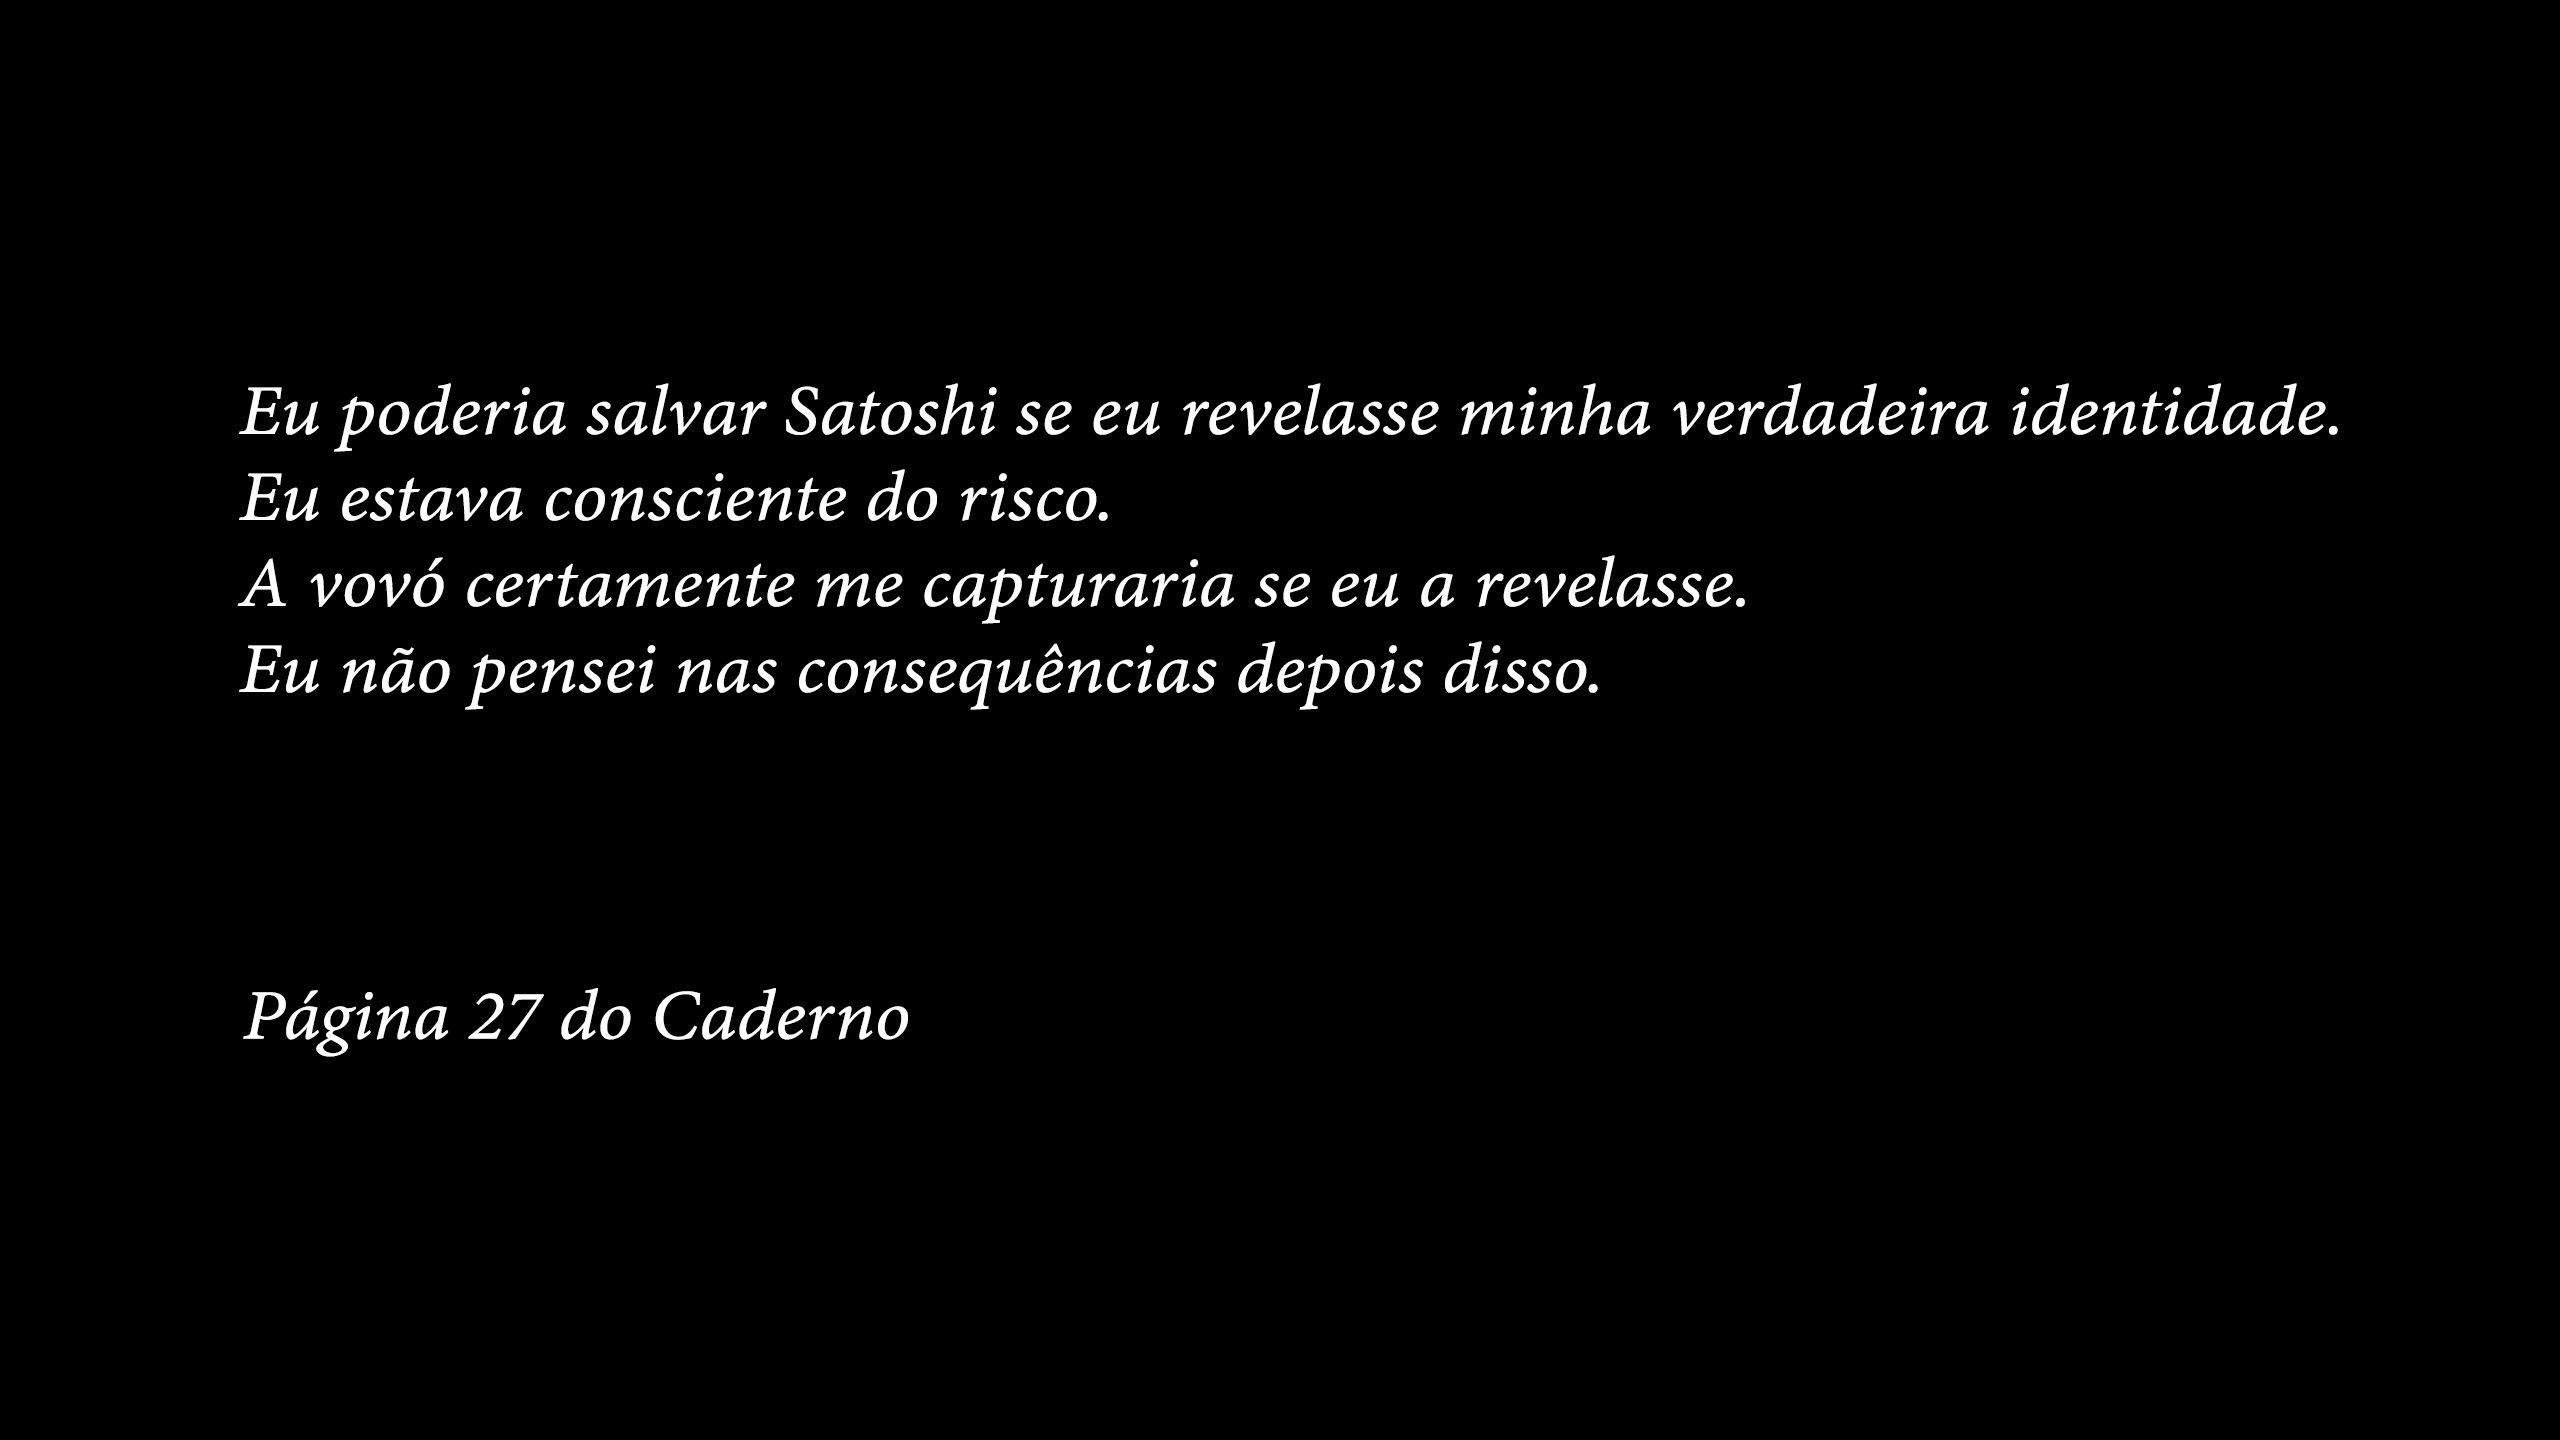 Eu poderia salvar Satoshi se eu revelasse minha verdadeira identidade.
Eu estava consciente do risco.
A vovó certamente me capturaria se eu a revelasse.
Eu não pensei nas consequências depois disso.
Página 27 do Caderno